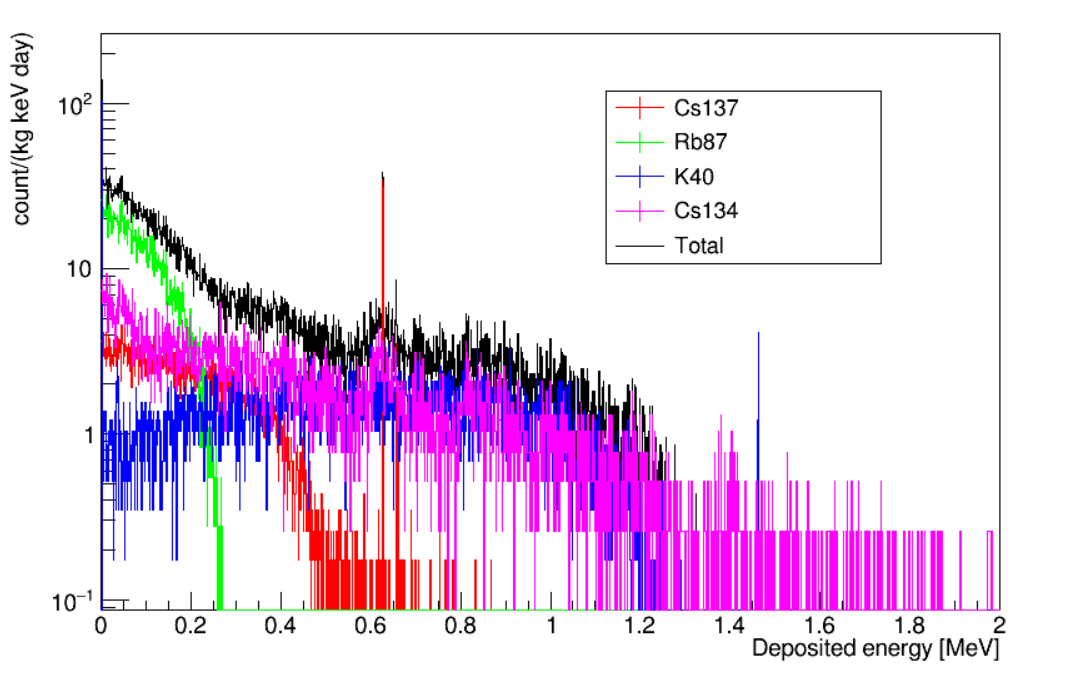 count/(kg keV day)
10²
10
1
10⁻¹
Cs137
Rb87
K40
Cs134
Total
0 0.2 0.4 0.6 0.8 1 1.2 1.4 1.6 1.8 2
Deposited energy [MeV]